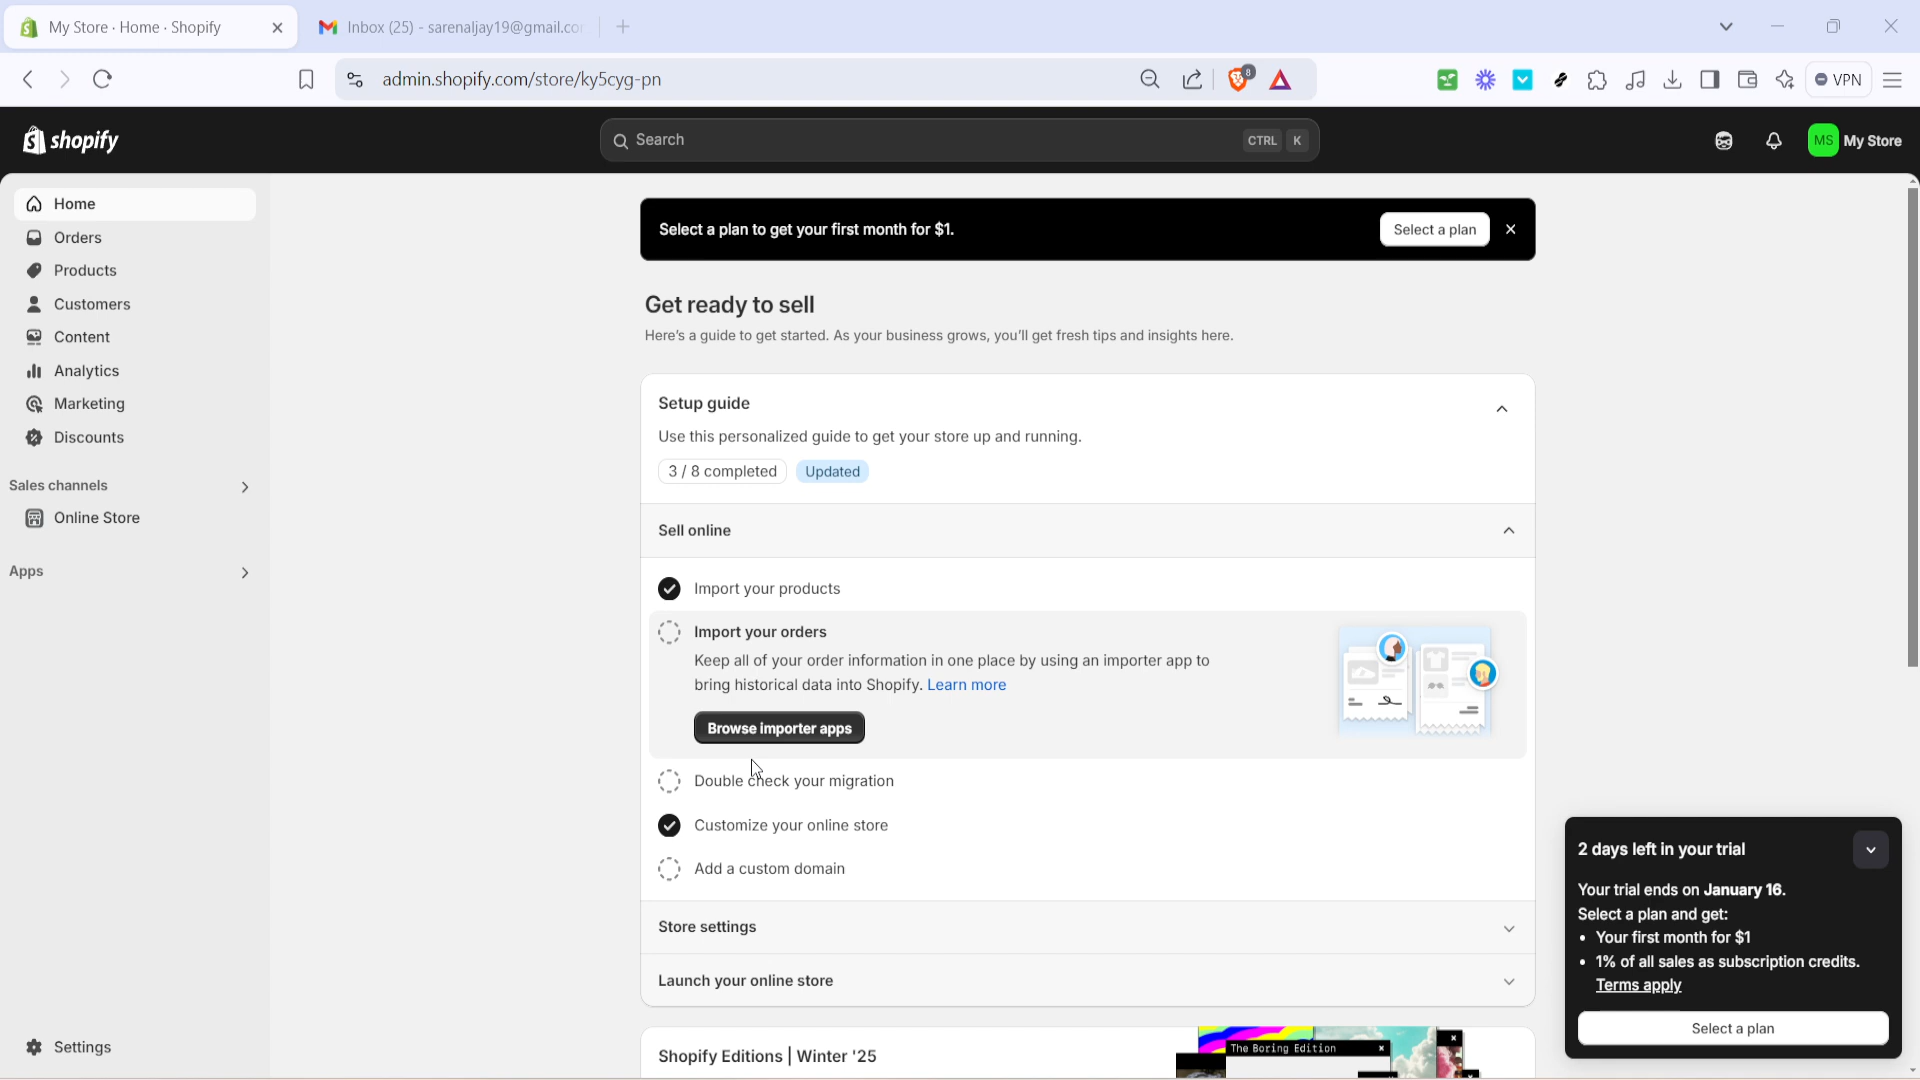 My Store · Home · Shopify
Inbox (25) - sarenaljay19@gmail.co
admin.shopify.com/store/ky5cyg-pn
8
VPN
shopify
Search
CTRL K
MS My Store
Home
Orders
Products
Customers
Content
Analytics
Marketing
Discounts
Sales channels
Online Store
Apps
Settings
Select a plan to get your first month for $1.
Select a plan
Get ready to sell
Here's a guide to get started. As your business grows, you'll get fresh tips and insights here.
Setup guide
Use this personalized guide to get your store up and running.
3 / 8 completed
Updated
Sell online
Import your products
Import your orders
Keep all of your order information in one place by using an importer app to
bring historical data into Shopify. Learn more
Browse importer apps
Double check your migration
Customize your online store
Add a custom domain
Store settings
Launch your online store
Shopify Editions | Winter '25
The Boring Edition
2 days left in your trial
Your trial ends on January 16.
Select a plan and get:
• Your first month for $1
• 1% of all sales as subscription credits.
Terms apply
Select a plan